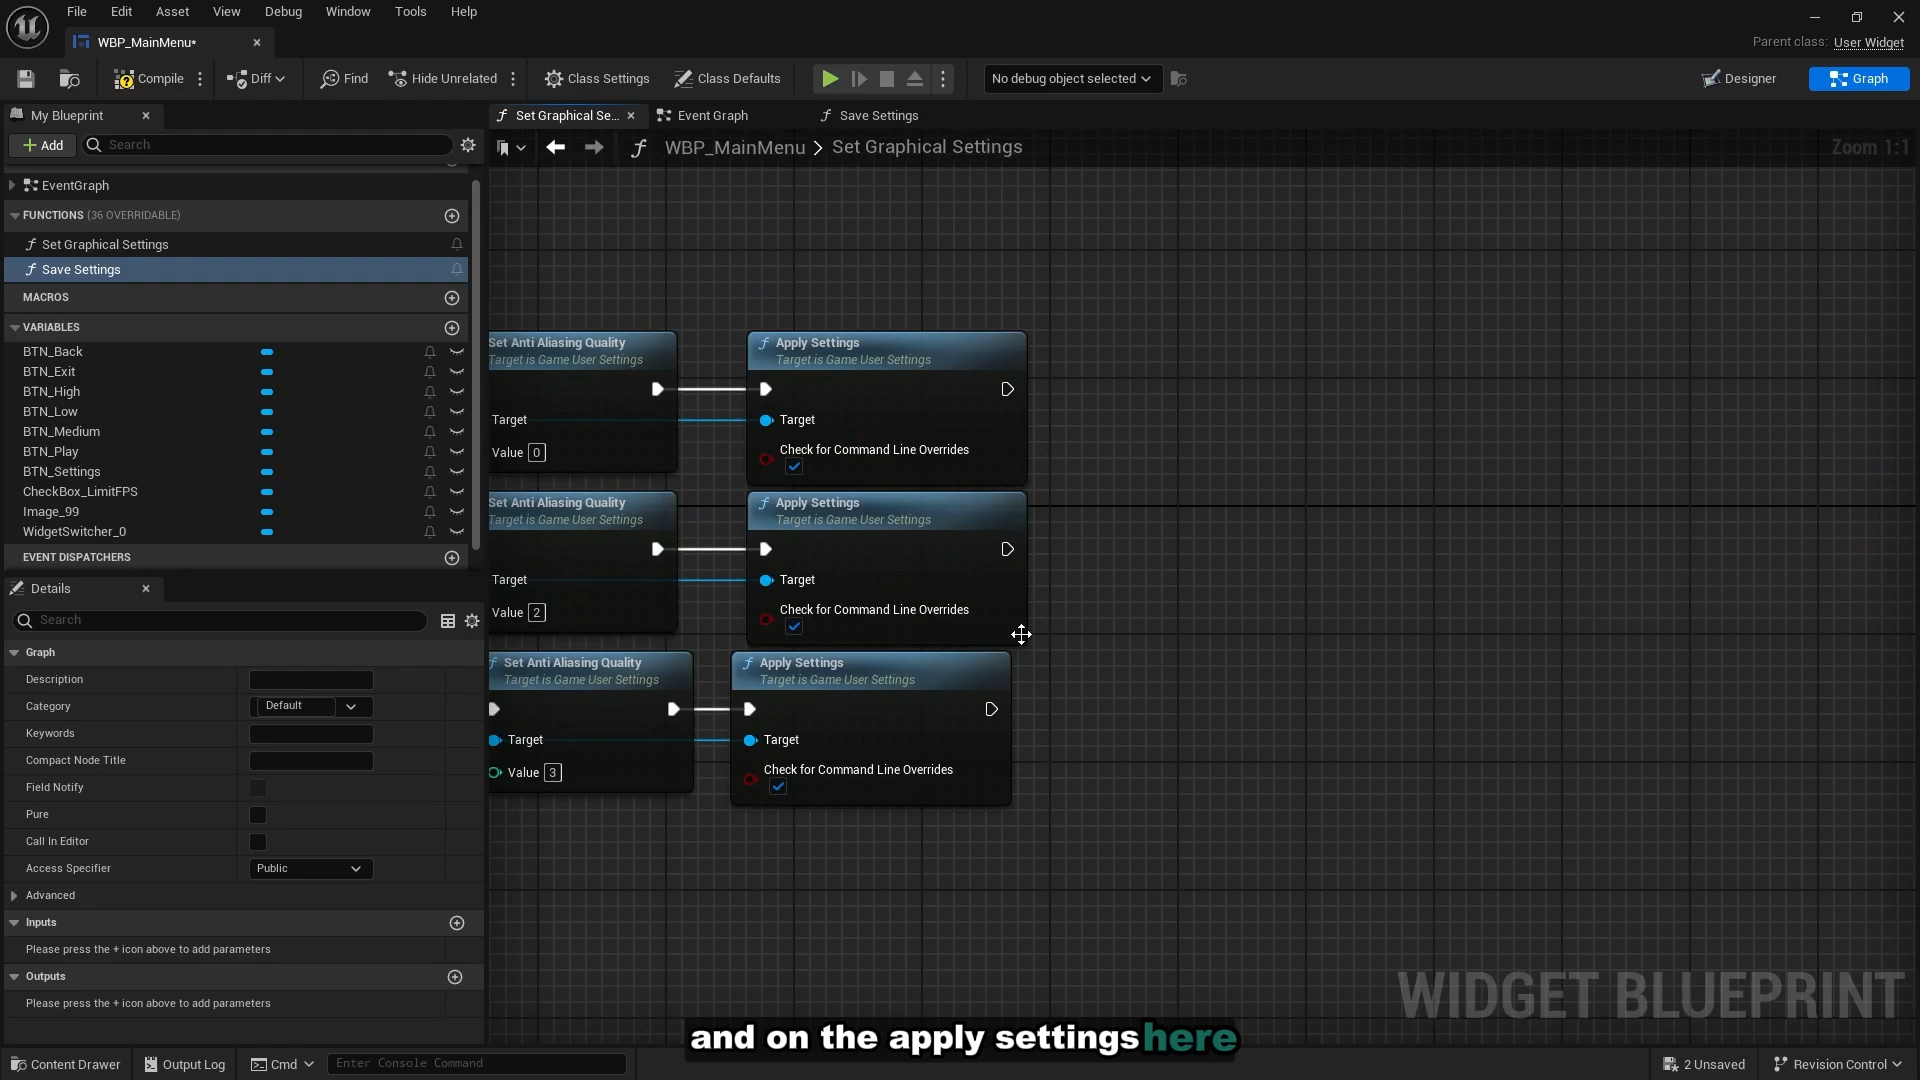 File Edit Asset View Debug Window Tools Help
WBP_MainMenu*
Parent class: User Widget
Compile Diff Find Hide Unrelated Class Settings Class Defaults No debug object selected Designer Graph
My Blueprint
Set Graphical Se... Event Graph Save Settings
Add Search
WBP_MainMenu > Set Graphical Settings Zoom 1:1
EventGraph
FUNCTIONS (36 OVERRIDABLE)
Set Graphical Settings
Save Settings
MACROS
VARIABLES
BTN_Back
BTN_Exit
BTN_High
BTN_Low
BTN_Medium
BTN_Play
BTN_Settings
CheckBox_LimitFPS
Image_99
WidgetSwitcher_0
EVENT DISPATCHERS
Details
Search
Graph
Description
Category Default
Keywords
Compact Node Title
Field Notify
Pure
Call In Editor
Access Specifier Public
Advanced
Inputs
Please press the + icon above to add parameters
Outputs
Please press the + icon above to add parameters
Set Anti Aliasing Quality
Target is Game User Settings
Target
Value 0
Apply Settings
Target is Game User Settings
Target
Check for Command Line Overrides
Set Anti Aliasing Quality
Target is Game User Settings
Target
Value 2
Apply Settings
Target is Game User Settings
Target
Check for Command Line Overrides
Set Anti Aliasing Quality
Target is Game User Settings
Target
Value 3
Apply Settings
Target is Game User Settings
Target
Check for Command Line Overrides
WIDGET BLUEPRINT
and on the apply settings here
Content Drawer Output Log Cmd Enter Console Command 2 Unsaved Revision Control